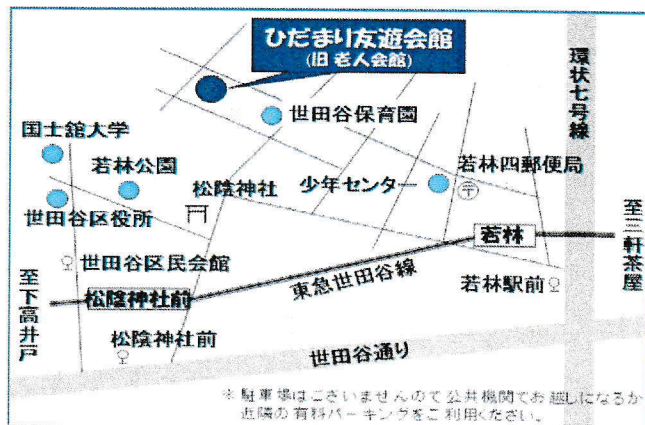 ひだまり友遊会館
(旧 老人会館)
環状七号線
世田谷保育園
国士舘大学
若林公園
松陰神社
少年センター
若林四郵便局
世田谷区役所
世田谷区民会館
若林
至三軒茶屋
東急世田谷線
若林駅前
至下高井戸
松陰神社前
松陰神社前
世田谷通り
※ 駐車場はございませんので公共機関でお越しになるか
近隣の有料パーキングをご利用ください。